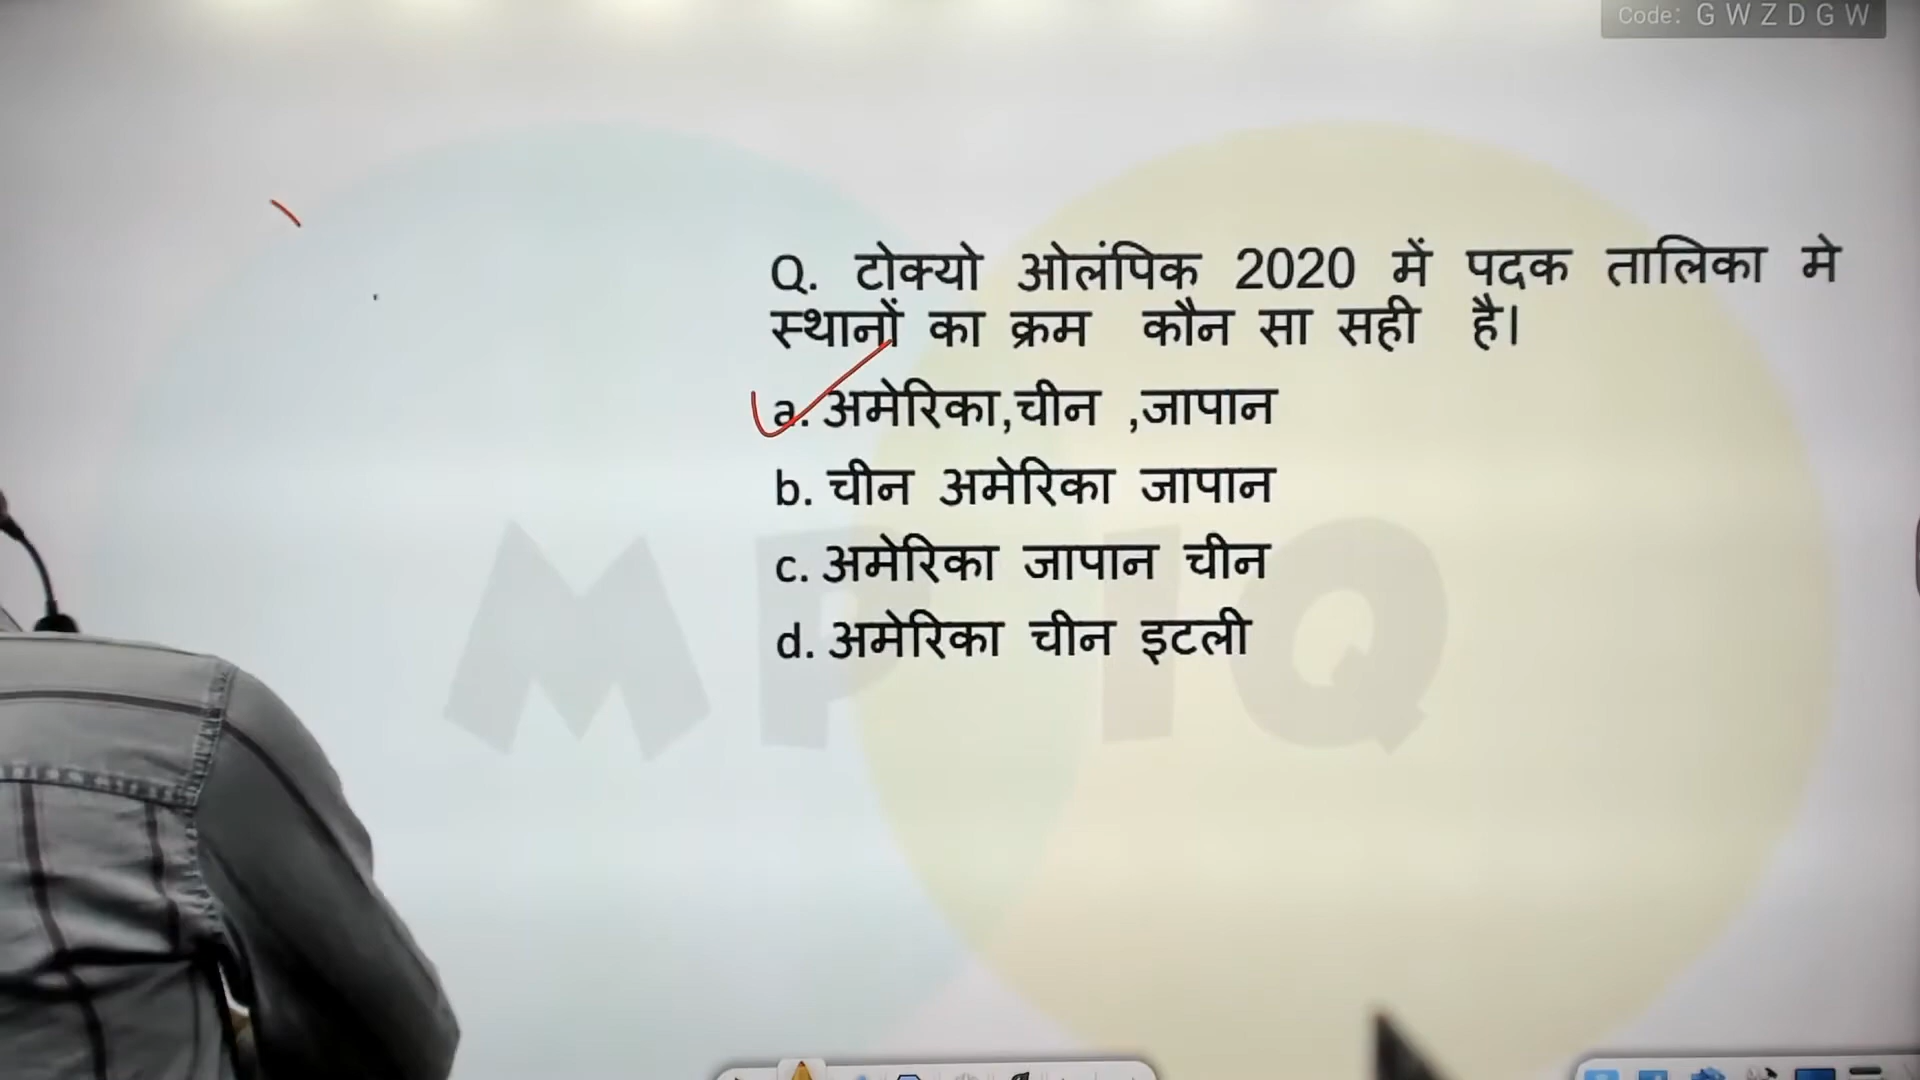 Code: G W Z D G W
Q. टोक्यो ओलंपिक 2020 में पदक तालिका मे
स्थानों का क्रम कौन सा सही है।
a. अमेरिका,चीन ,जापान
b. चीन अमेरिका जापान
c. अमेरिका जापान चीन
d. अमेरिका चीन इटली
MP IQ